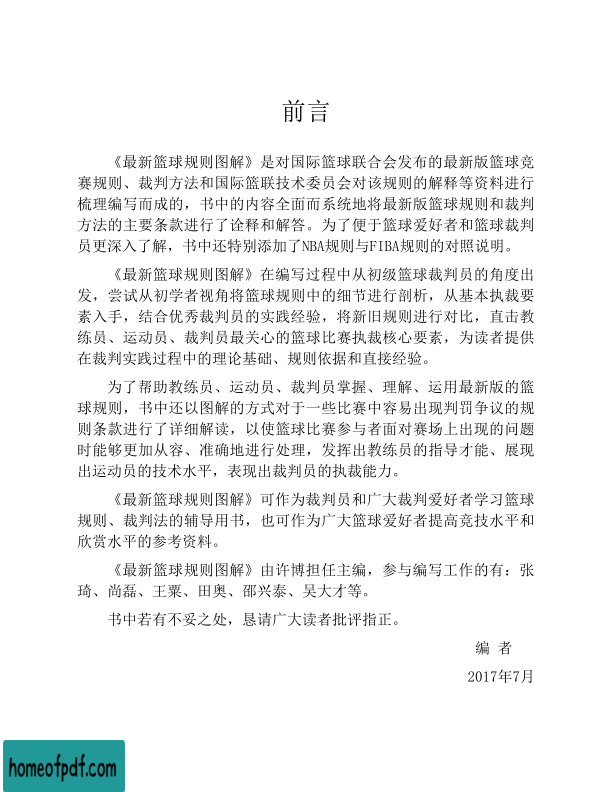 前言
《最新篮球规则图解》是对国际篮球联合会发布的最新版篮球竞
赛规则、裁判方法和国际篮联技术委员会对该规则的解释等资料进行
梳理编写而成的，书中的内容全面而系统地将最新版篮球规则和裁判
方法的主要条款进行了诠释和解答。为了便于篮球爱好者和篮球裁判
员更深入了解，书中还特别添加了NBA规则与FIBA规则的对照说明。
《最新篮球规则图解》在编写过程中从初级篮球裁判员的角度出
发，尝试从初学者视角将篮球规则中的细节进行剖析，从基本执裁要
素入手，结合优秀裁判员的实践经验，将新旧规则进行对比，直击教
练员、运动员、裁判员最关心的篮球比赛执裁核心要素，为读者提供
在裁判实践过程中的理论基础、规则依据和直接经验。
为了帮助教练员、运动员、裁判员掌握、理解、运用最新版的篮
球规则，书中还以图解的方式对于一些比赛中容易出现判罚争议的规
则条款进行了详细解读，以使篮球比赛参与者面对赛场上出现的问题
时能够更加从容、准确地进行处理，发挥出教练员的指导才能、展现
出运动员的技术水平，表现出裁判员的执裁能力。
《最新篮球规则图解》可作为裁判员和广大裁判爱好者学习篮球
规则、裁判法的辅导用书，也可作为广大篮球爱好者提高竞技水平和
欣赏水平的参考资料。
《最新篮球规则图解》由许博担任主编，参与编写工作的有：张
琦、尚磊、王粟、田奥、邵兴泰、吴大才等。
书中若有不妥之处，恳请广大读者批评指正。
编 者
2017年7月
homeofpdf.com